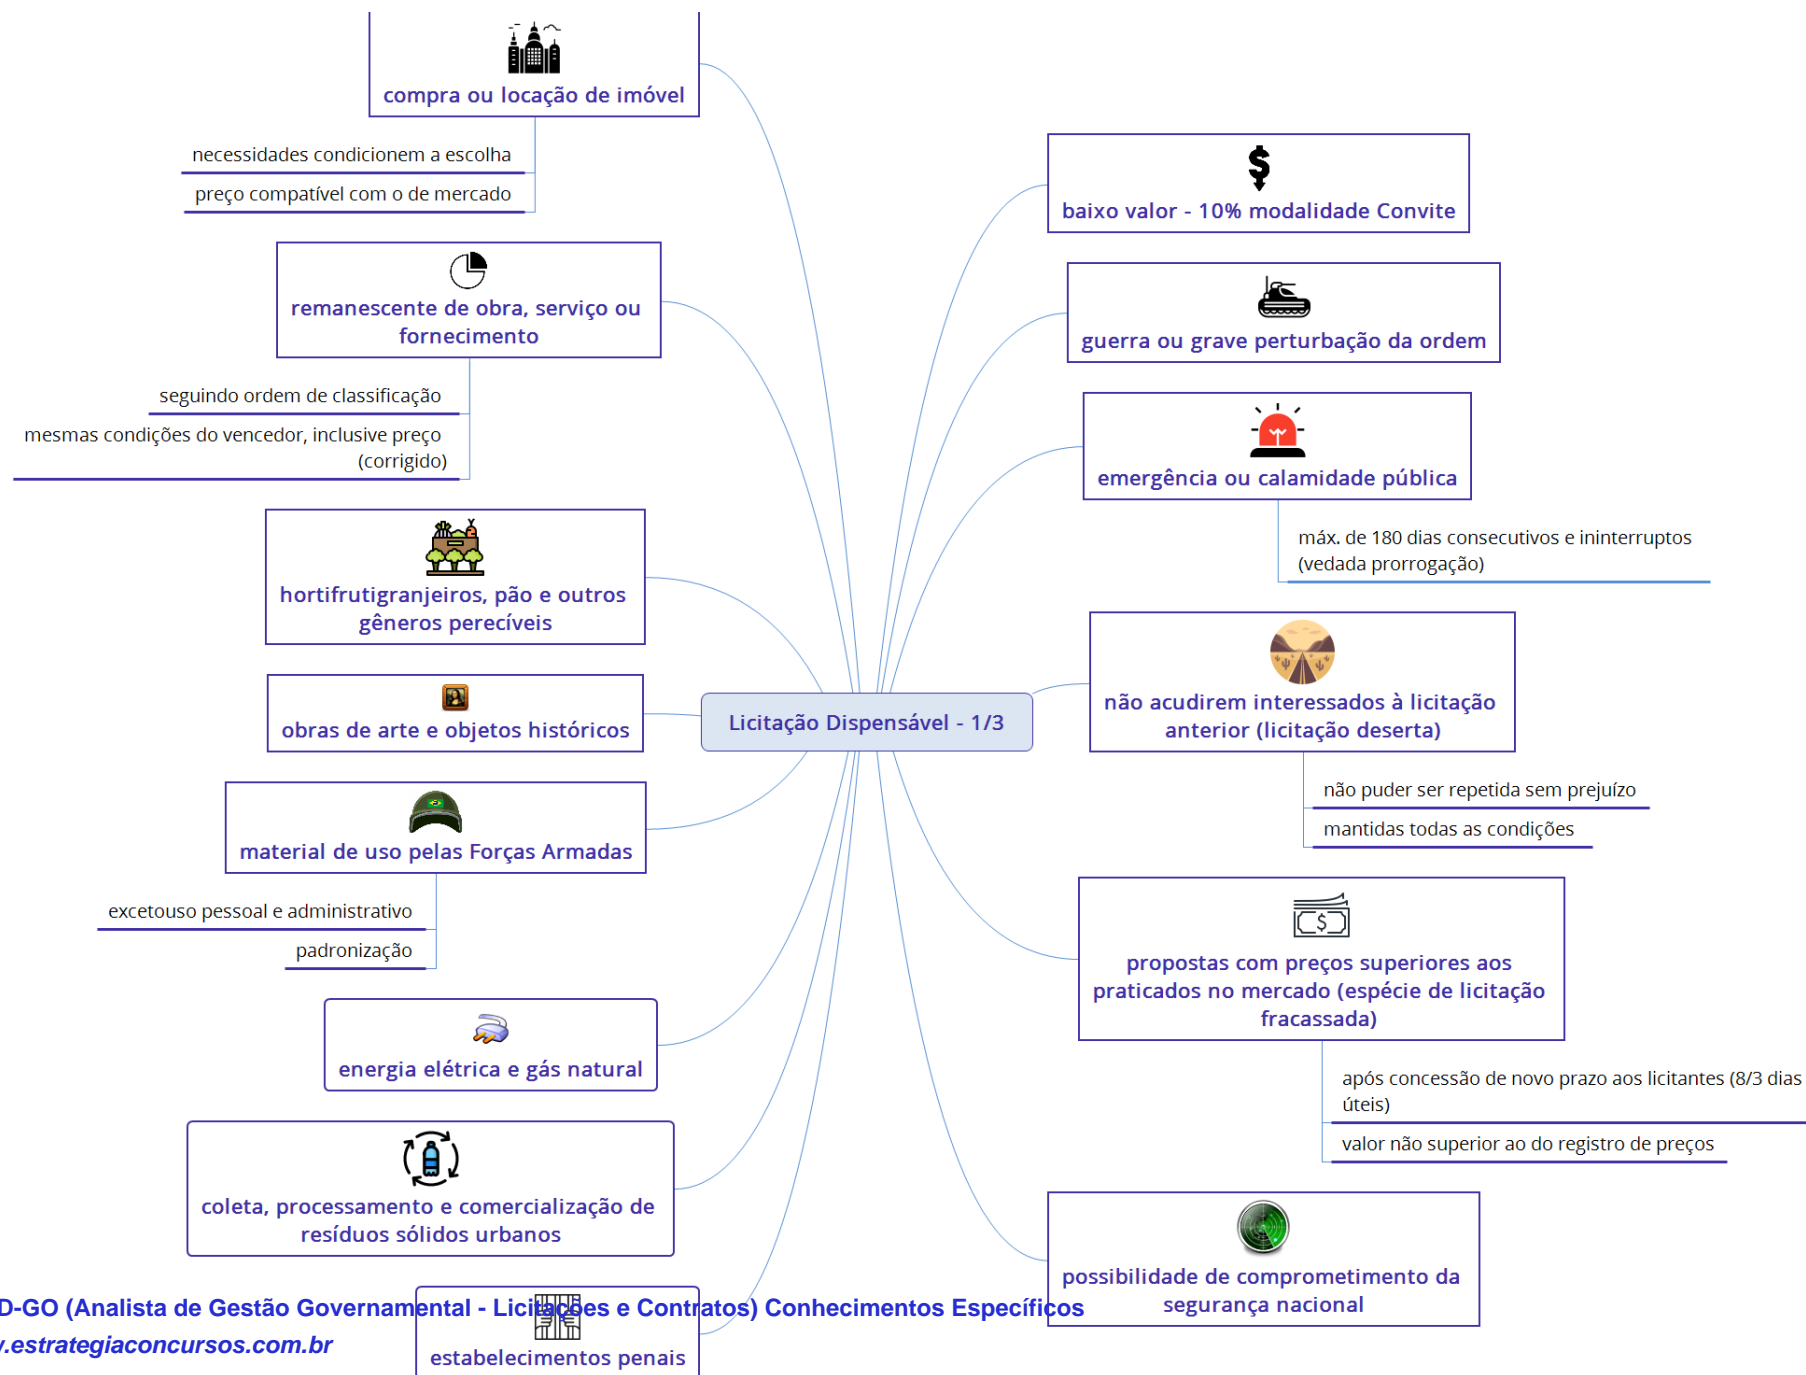 compra ou locação de imóvel
necessidades condicionem a escolha
preço compatível com o de mercado
remanescente de obra, serviço ou
fornecimento
seguindo ordem de classificação
mesmas condições do vencedor, inclusive preço
(corrigido)
hortifrutigranjeiros, pão e outros
gêneros perecíveis
obras de arte e objetos históricos
material de uso pelas Forças Armadas
excetouso pessoal e administrativo
padronização
energia elétrica e gás natural
coleta, processamento e comercialização de
resíduos sólidos urbanos
estabelecimentos penais
Licitação Dispensável - 1/3
baixo valor - 10% modalidade Convite
guerra ou grave perturbação da ordem
emergência ou calamidade pública
máx. de 180 dias consecutivos e ininterruptos
(vedada prorrogação)
não acudirem interessados à licitação
anterior (licitação deserta)
não puder ser repetida sem prejuízo
mantidas todas as condições
propostas com preços superiores aos
praticados no mercado (espécie de licitação
fracassada)
após concessão de novo prazo aos licitantes (8/3 dias
úteis)
valor não superior ao do registro de preços
possibilidade de comprometimento da
segurança nacional
D-GO (Analista de Gestão Governamental - Licitações e Contratos) Conhecimentos Específicos
.estrategiaconcursos.com.br